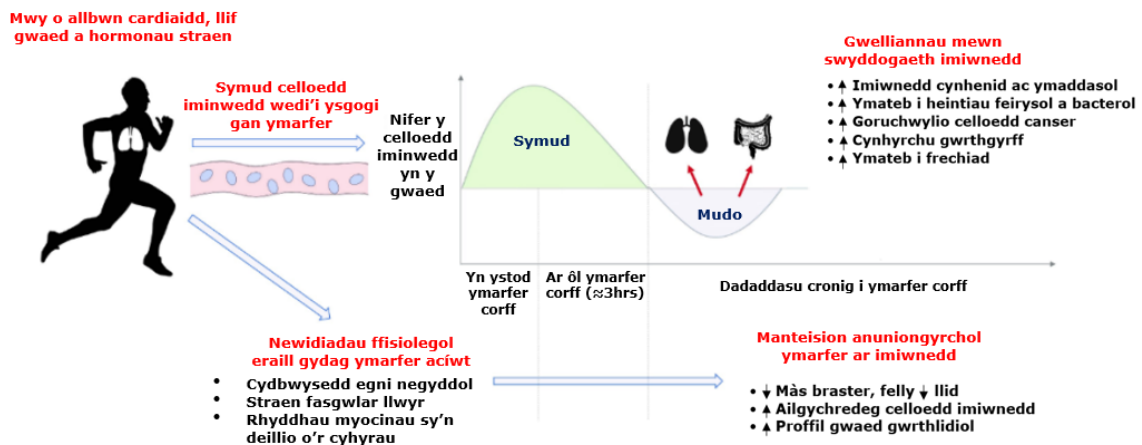 Mwy o allbwn cardiaidd, llif
gwaed a hormonau straen
Symud celloedd
iminwedd wedi'i ysgogi
gan ymarfer
Nifer y
celloedd
iminwedd
yn y
gwaed
Symud
Mudo
Yn ystod
ymarfer
corff
Ar ôl ymarfer
corff (≈3hrs)
Dadaddasu cronig i ymarfer corff
Gwelliannau mewn
swyddogaeth imiwnedd
• ↑ Imiwnedd cynhenid ac ymaddasol
• ↑ Ymateb i heintiau feirysol a bacterol
• ↑ Goruchwylio celloedd canser
• ↑ Cynhyrchu gwrthgyrff
• ↑ Ymateb i frechiad
Newidiadau ffisiolegol
eraill gydag ymarfer acíwt
• Cydbwysedd egni negyddol
• Straen fasgwlar llwyr
• Rhyddhau myocinau sy'n
deillio o'r cyhyrau
Manteision anuniongyrchol
ymarfer ar imiwnedd
• ↓ Màs braster, felly ↓ llid
• ↑ Ailgychredeg celloedd imiwnedd
• ↑ Proffil gwaed gwrthlidiol